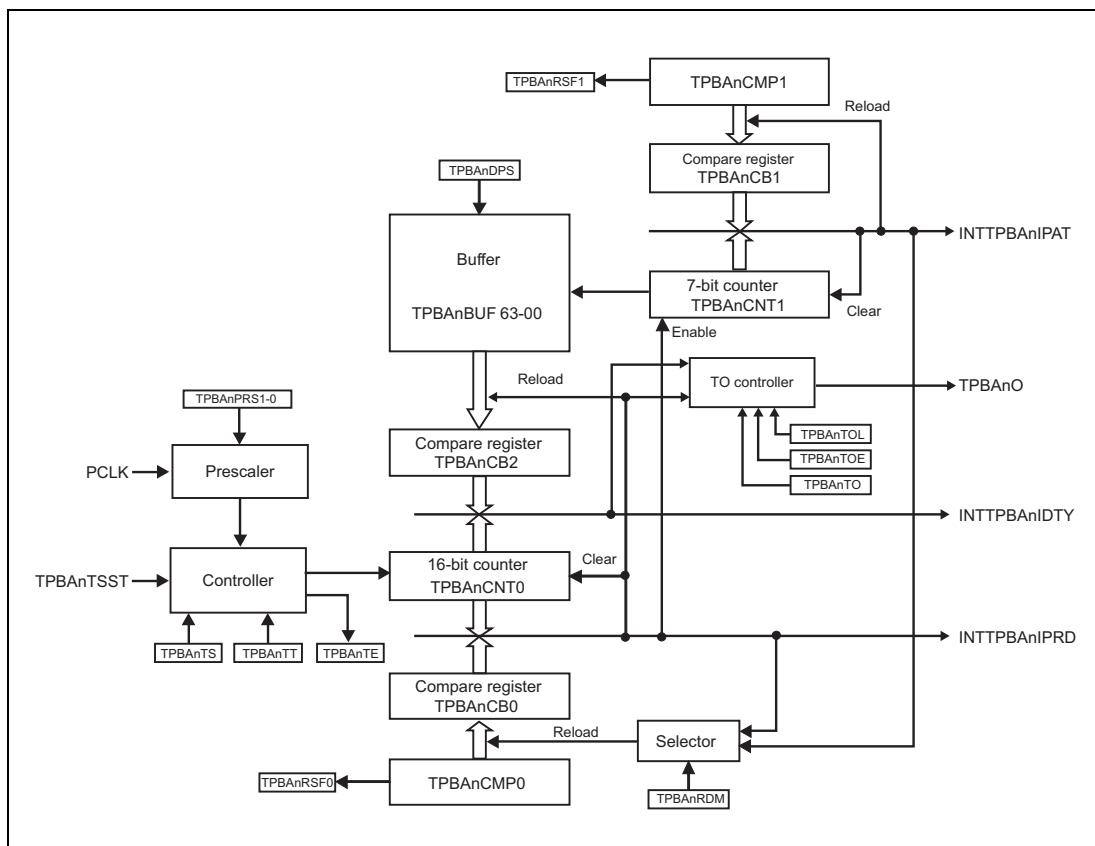 TPBAnRSF1
TPBAnCMP1
Reload
Compare register
TPBAnCB1
TPBAnDPS
INTTPBAnIPAT
Buffer
TPBAnBUF 63-00
7-bit counter
TPBAnCNT1
Clear
Enable
Reload
TO controller
TPBAnO
TPBAnPRS1-0
TPBAnTOL
Compare register
TPBAnCB2
TPBAnTOE
PCLK
Prescaler
TPBAnTO
INTTPBAnIDTY
TPBAnTSST
Controller
16-bit counter
TPBAnCNT0
Clear
TPBAnTS
TPBAnTT
TPBAnTE
INTTPBAnIPRD
Compare register
TPBAnCB0
Reload
Selector
TPBAnRSF0
TPBAnCMP0
TPBAnRDM